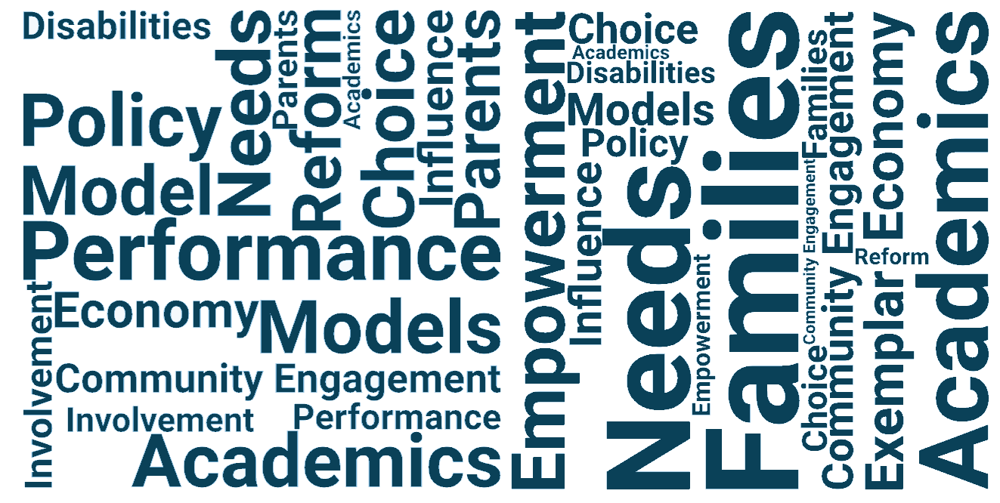 Disabilities
Policy
Model
Needs
Parents
Reform
Academics
Choice
Influence
Parents
Performance
Involvement
Economy
Models
Community Engagement
Involvement
Performance
Academics
Empowerment
Choice
Academics
Disabilities
Models
Policy
Influence
Needs
Empowerment
Families
Families
Community Engagement
Choice
Community Engagement
Economy
Reform
Exemplar
Academics